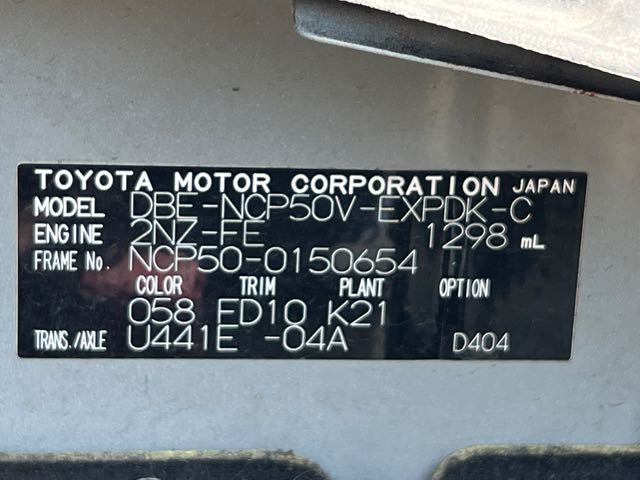 TOYOTA MOTOR CORPORATION JAPAN
MODEL DBE-NCP50V-EXPDK-C
ENGINE 2NZ-FE 1298 mL
FRAME No. NCP50-0150654
COLOR TRIM PLANT OPTION
058 FD10 K21
TRANS./AXLE U441E -04A D404